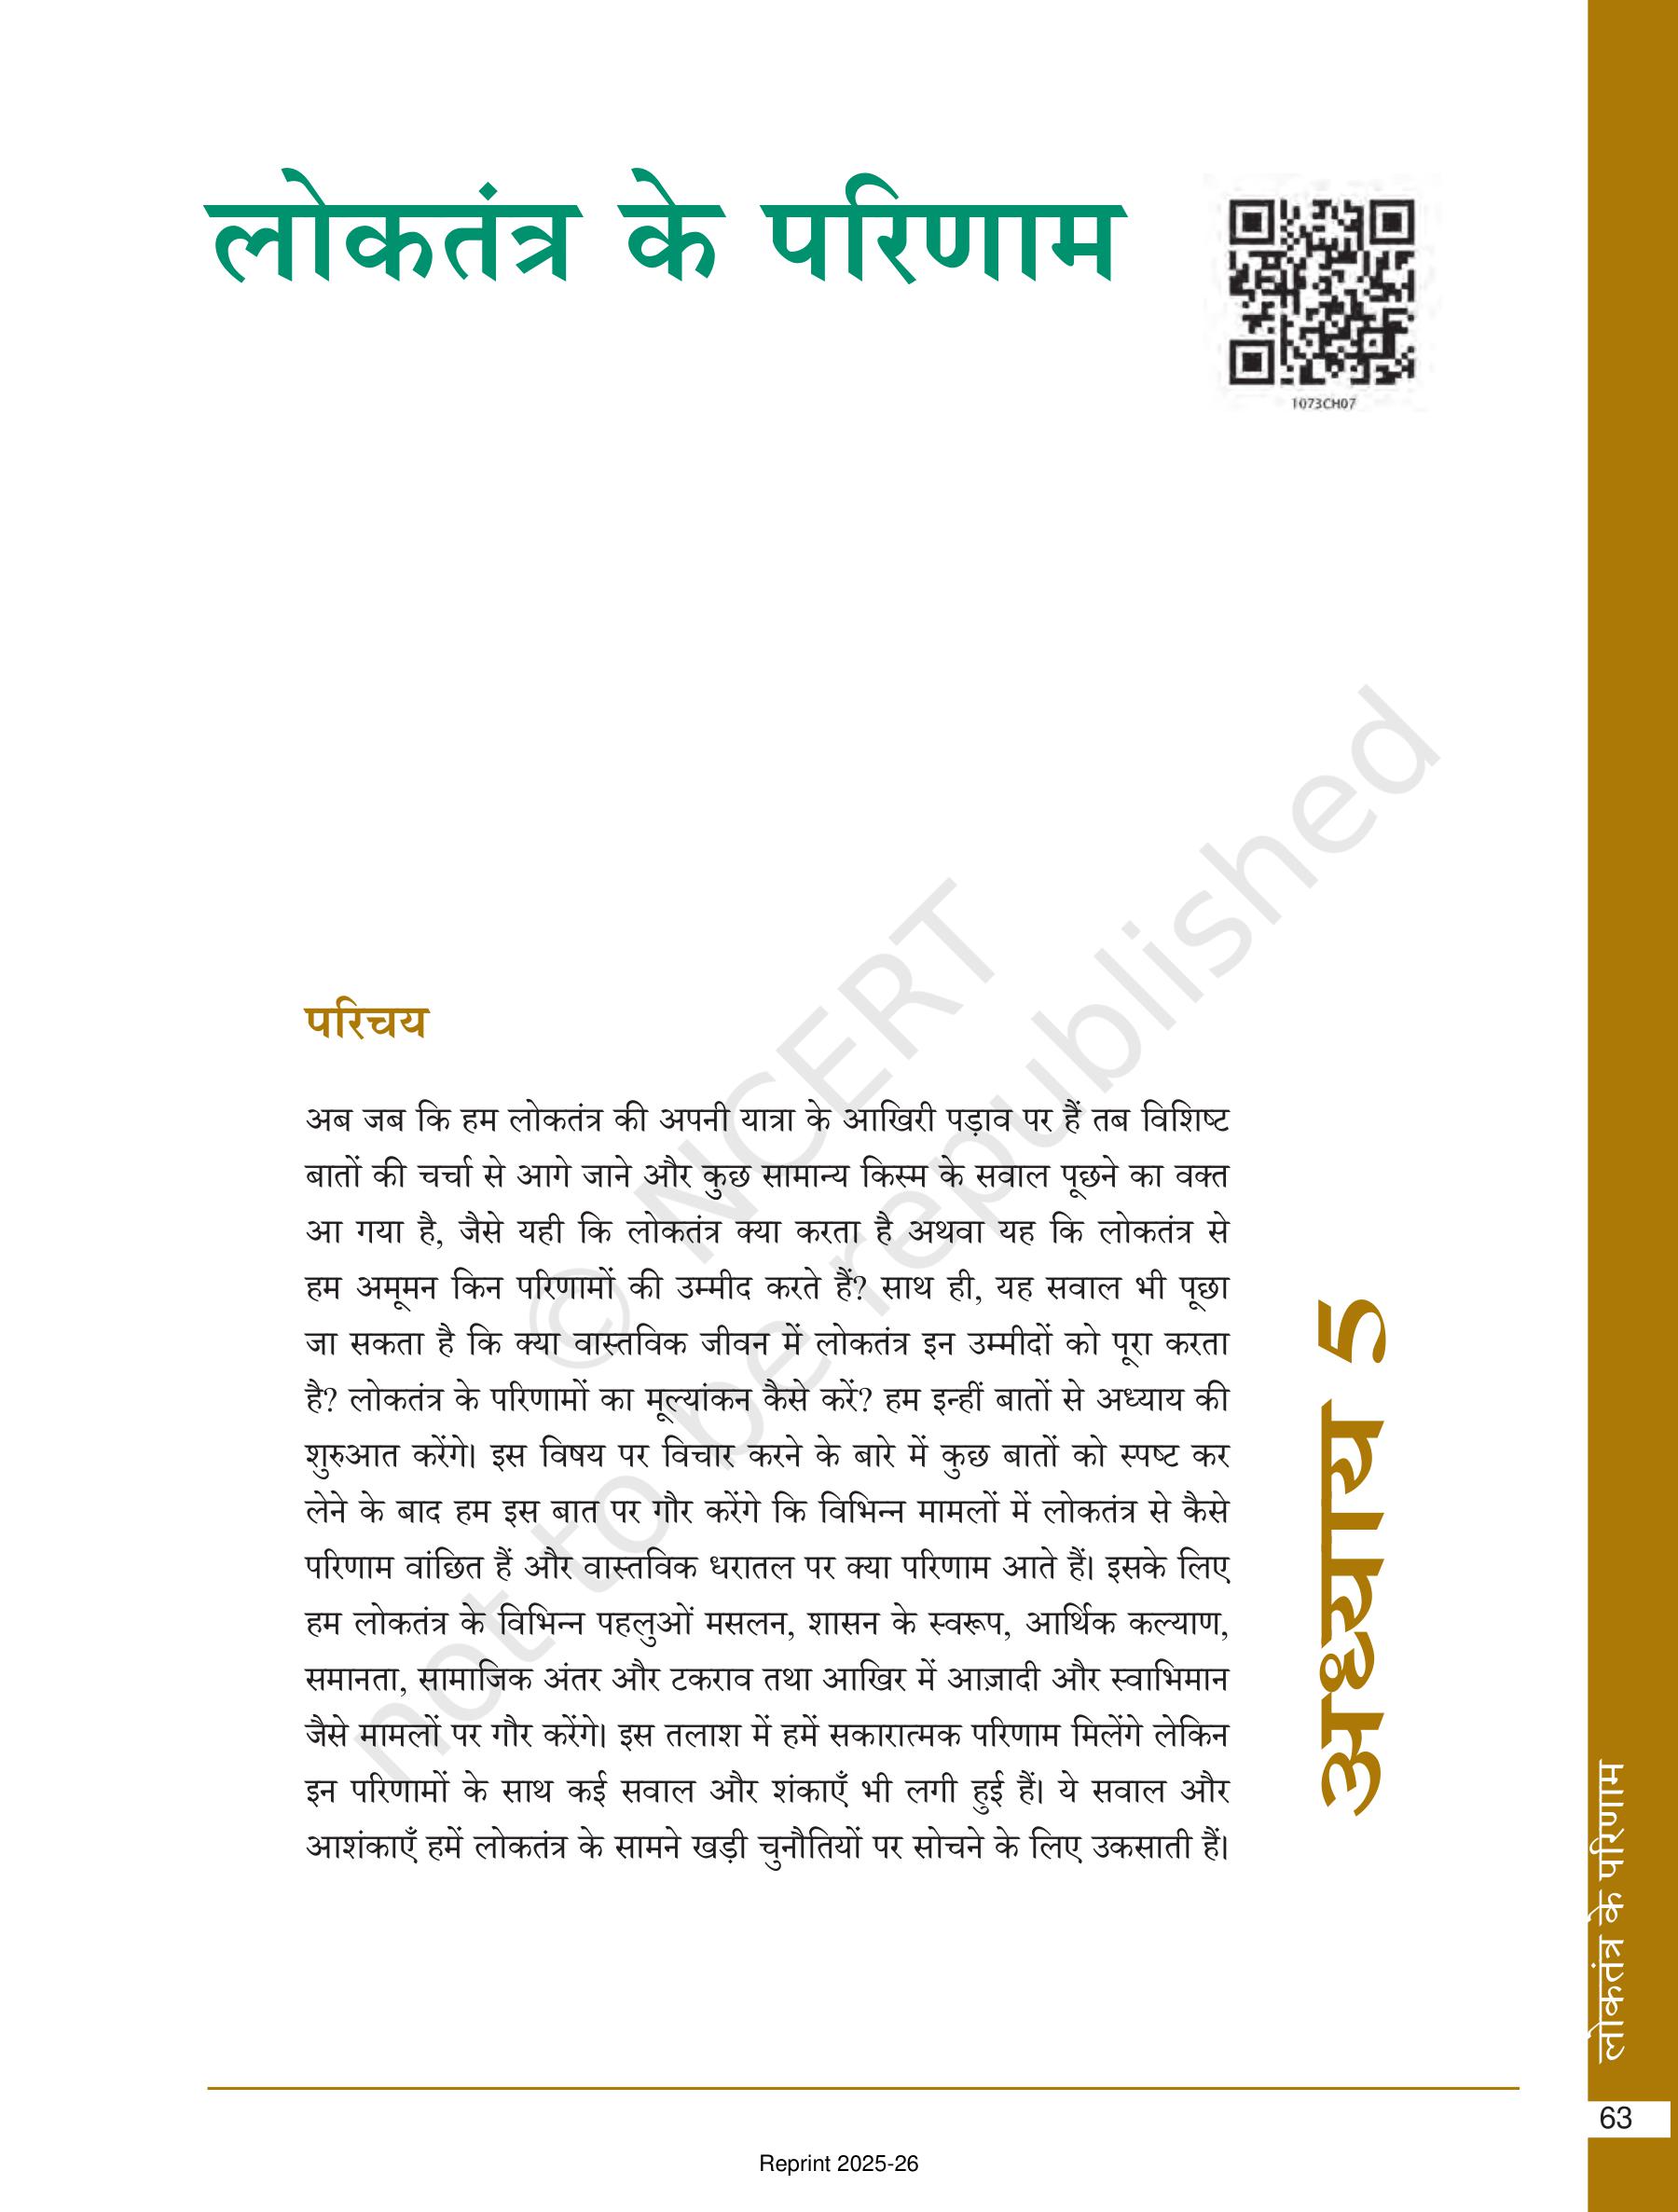 लोकतंत्र के परिणाम
1073CH07
परिचय
अब जब कि हम लोकतंत्र की अपनी यात्रा के आखिरी पड़ाव पर हैं तब विशिष्ट
बातों की चर्चा से आगे जाने और कुछ सामान्य किस्म के सवाल पूछने का वक्त
आ गया है, जैसे यही कि लोकतंत्र क्या करता है अथवा यह कि लोकतंत्र से
हम अमूमन किन परिणामों की उम्मीद करते हैं? साथ ही, यह सवाल भी पूछा
जा सकता है कि क्या वास्तविक जीवन में लोकतंत्र इन उम्मीदों को पूरा करता
है? लोकतंत्र के परिणामों का मूल्यांकन कैसे करें? हम इन्हीं बातों से अध्याय की
शुरुआत करेंगे। इस विषय पर विचार करने के बारे में कुछ बातों को स्पष्ट कर
लेने के बाद हम इस बात पर गौर करेंगे कि विभिन्न मामलों में लोकतंत्र से कैसे
परिणाम वांछित हैं और वास्तविक धरातल पर क्या परिणाम आते हैं। इसके लिए
हम लोकतंत्र के विभिन्न पहलुओं मसलन, शासन के स्वरूप, आर्थिक कल्याण,
समानता, सामाजिक अंतर और टकराव तथा आखिर में आज़ादी और स्वाभिमान
जैसे मामलों पर गौर करेंगे। इस तलाश में हमें सकारात्मक परिणाम मिलेंगे लेकिन
इन परिणामों के साथ कई सवाल और शंकाएँ भी लगी हुई हैं। ये सवाल और
आशंकाएँ हमें लोकतंत्र के सामने खड़ी चुनौतियों पर सोचने के लिए उकसाती हैं।
अध्याय 5
लोकतंत्र के परिणाम
63
Reprint 2025-26
© NCERT
not to be republished